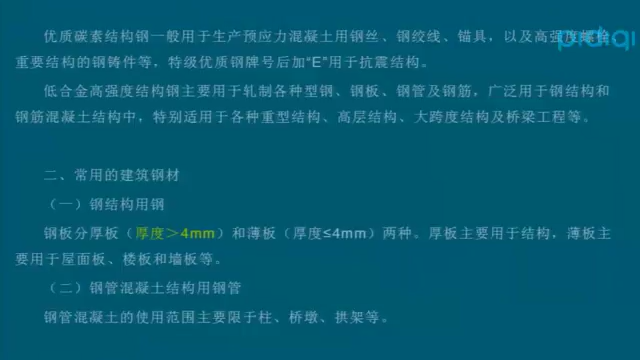 优质碳素结构钢一般用于生产预应力混凝土用钢丝、钢绞线、锚具，以及高强度螺栓、
重要结构的钢铸件等，特级优质钢牌号后加“E”用于抗震结构。
低合金高强度结构钢主要用于轧制各种型钢、钢板、钢管及钢筋，广泛用于钢结构和
钢筋混凝土结构中，特别适用于各种重型结构、高层结构、大跨度结构及桥梁工程等。
二、常用的建筑钢材
（一）钢结构用钢
钢板分厚板（厚度＞4mm）和薄板（厚度≤4mm）两种。厚板主要用于结构，薄板主
要用于屋面板、楼板和墙板等。
（二）钢管混凝土结构用钢管
钢管混凝土的使用范围主要限于柱、桥墩、拱架等。